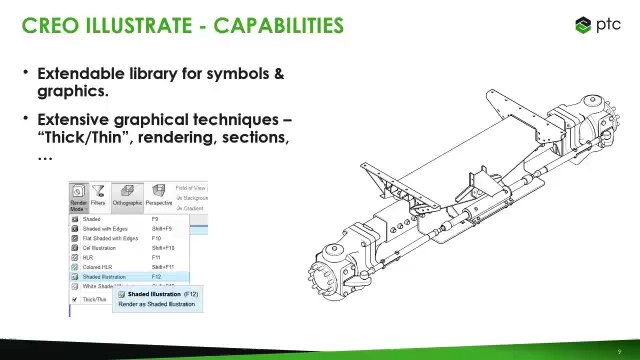 CREO ILLUSTRATE - CAPABILITIES
ptc
• Extendable library for symbols &
graphics.
• Extensive graphical techniques –
“Thick/Thin”, rendering, sections,
…
Render Mode
Filters
Orthographic
Perspective
Field of View
Background
Gradient
Shaded F9
Shaded with Edges Shift+F9
Flat Shaded with Edges F10
Cel Illustration Shift+F10
HLR F11
Colored HLR Shift+F11
Shaded Illustration F12
White Shaded
Thick/Thin
Shaded Illustration (F12)
Render as Shaded Illustration
9